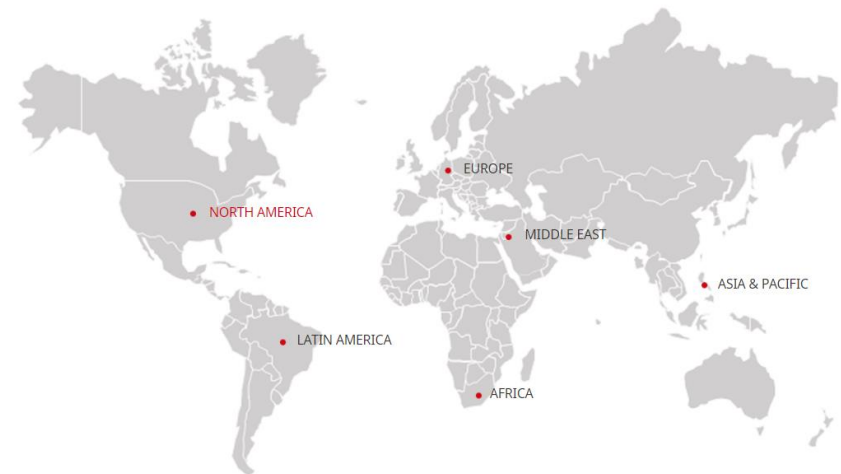 EUROPE
NORTH AMERICA
MIDDLE EAST
ASIA & PACIFIC
LATIN AMERICA
AFRICA